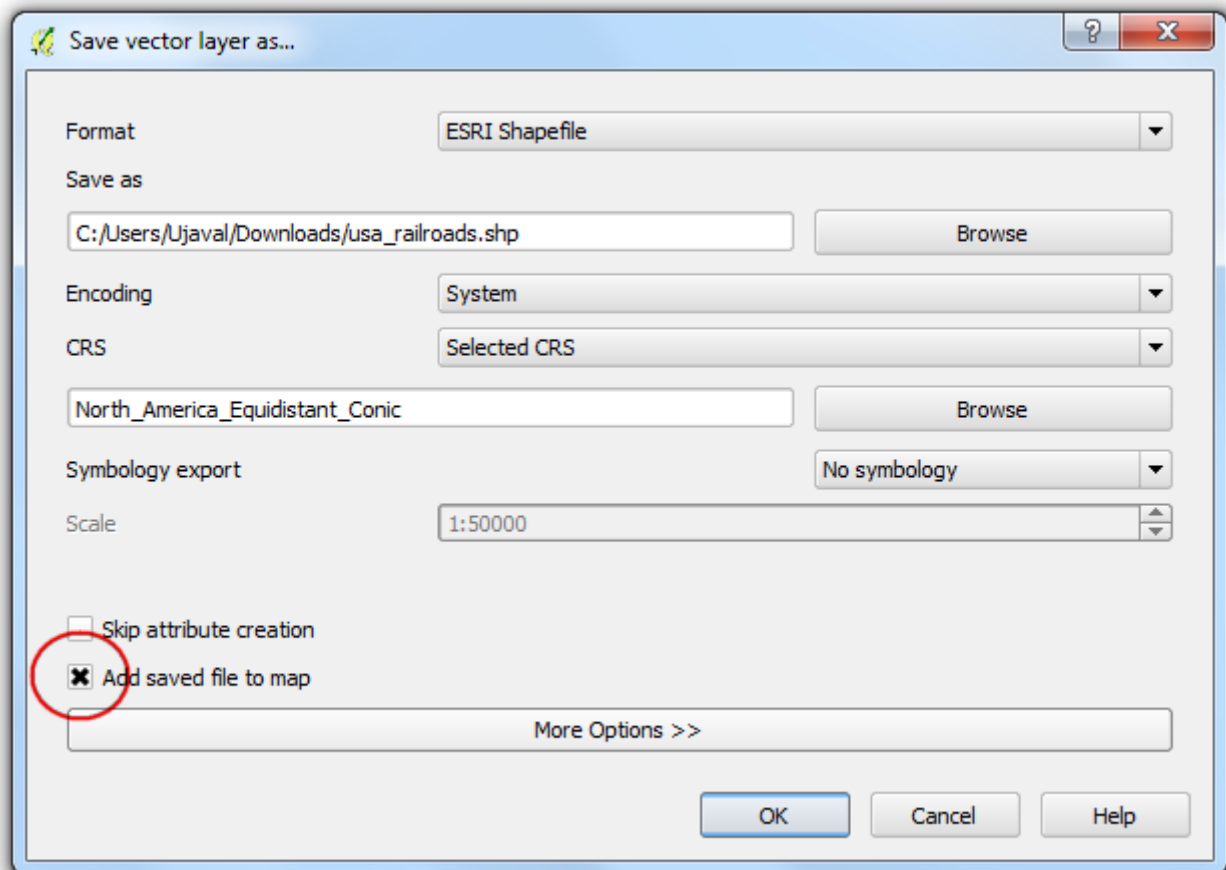 Save vector layer as...
Format ESRI Shapefile
Save as
C:/Users/Ujaval/Downloads/usa_railroads.shp Browse
Encoding System
CRS Selected CRS
North_America_Equidistant_Conic Browse
Symbology export No symbology
Scale 1:50000
Skip attribute creation
Add saved file to map
More Options >>
OK Cancel Help